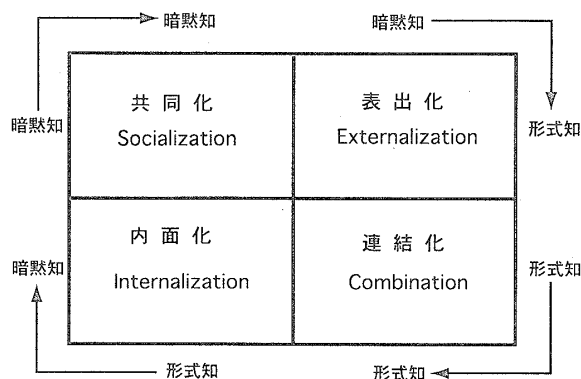 暗黙知 暗黙知
共同化 表出化
暗黙知 Socialization Externalization 形式知
内面化 連結化
暗黙知 Internalization Combination 形式知
形式知 形式知